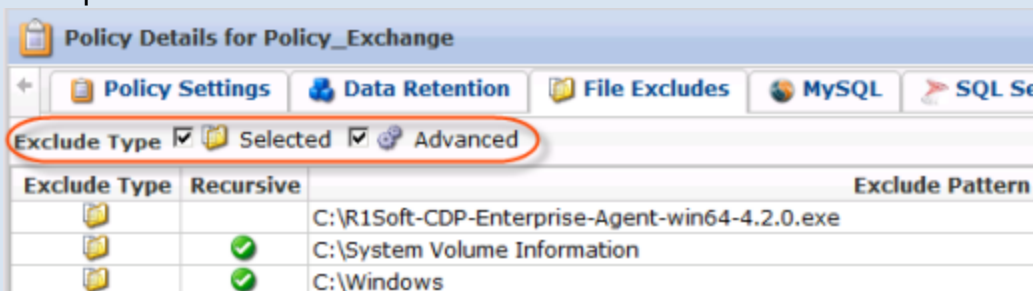 Policy Details for Policy_Exchange
Policy Settings Data Retention File Excludes MySQL SQL Se
Exclude Type Selected Advanced
Exclude Type Recursive Exclude Pattern
C:\R1Soft-CDP-Enterprise-Agent-win64-4.2.0.exe
C:\System Volume Information
C:\Windows